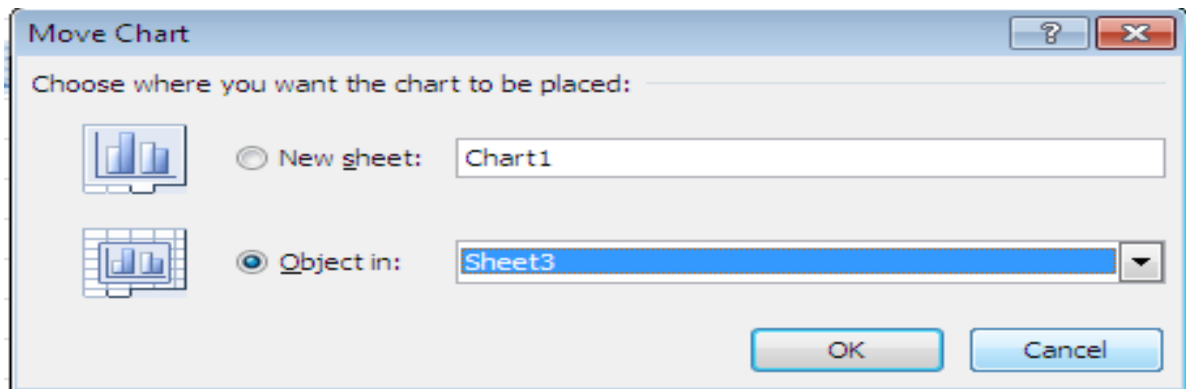 Move Chart
Choose where you want the chart to be placed:
New sheet: Chart1
Object in: Sheet3
OK Cancel